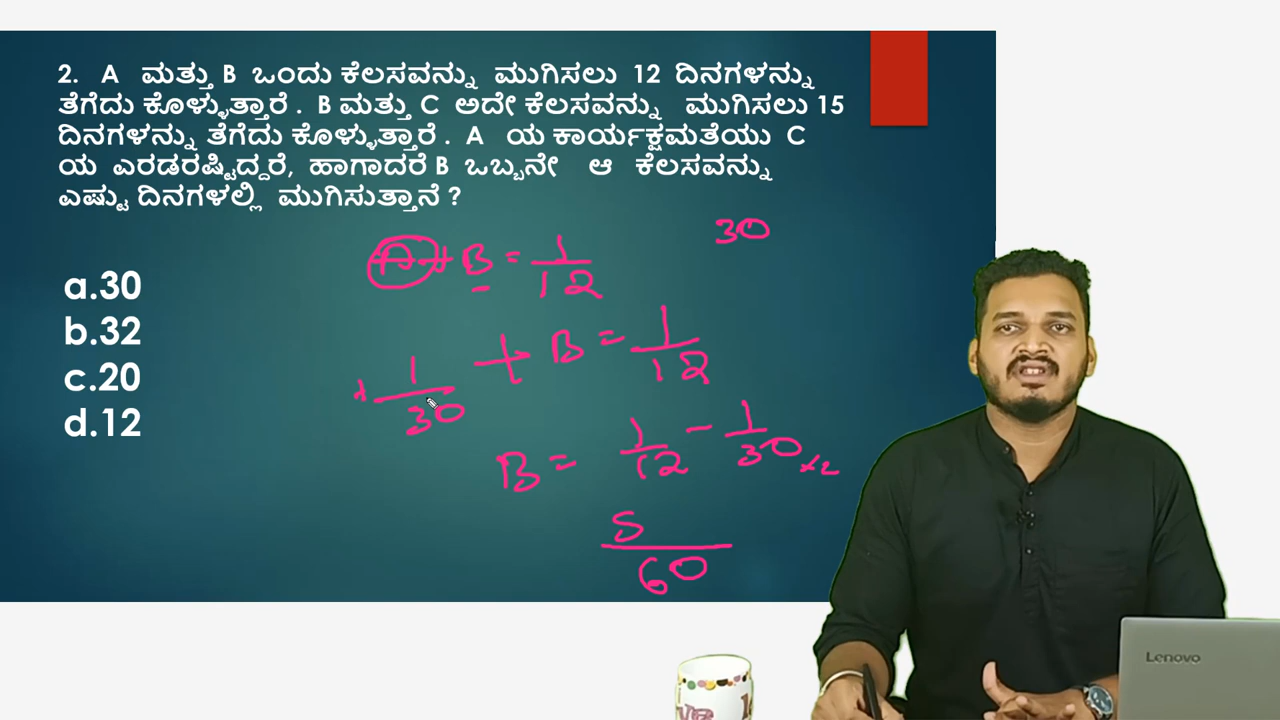 2. A ಮತ್ತು B ಒಂದು ಕೆಲಸವನ್ನು ಮುಗಿಸಲು 12 ದಿನಗಳನ್ನು
ತೆಗೆದು ಕೊಳ್ಳುತ್ತಾರೆ . B ಮತ್ತು C ಅದೇ ಕೆಲಸವನ್ನು ಮುಗಿಸಲು 15
ದಿನಗಳನ್ನು ತೆಗೆದು ಕೊಳ್ಳುತ್ತಾರೆ . A ಯ ಕಾರ್ಯಕ್ಷಮತೆಯು C
ಯ ಎರಡರಷ್ಟಿದ್ದರೆ, ಹಾಗಾದರೆ B ಒಬ್ಬನೇ ಆ ಕೆಲಸವನ್ನು
ಎಷ್ಟು ದಿನಗಳಲ್ಲಿ ಮುಗಿಸುತ್ತಾನೆ ?
30
A + B = 1/12
a.30
b.32
c.20
d.12
1/30 + B = 1/12
B = 1/12 - 1/30 ×2
5
60
Lenovo